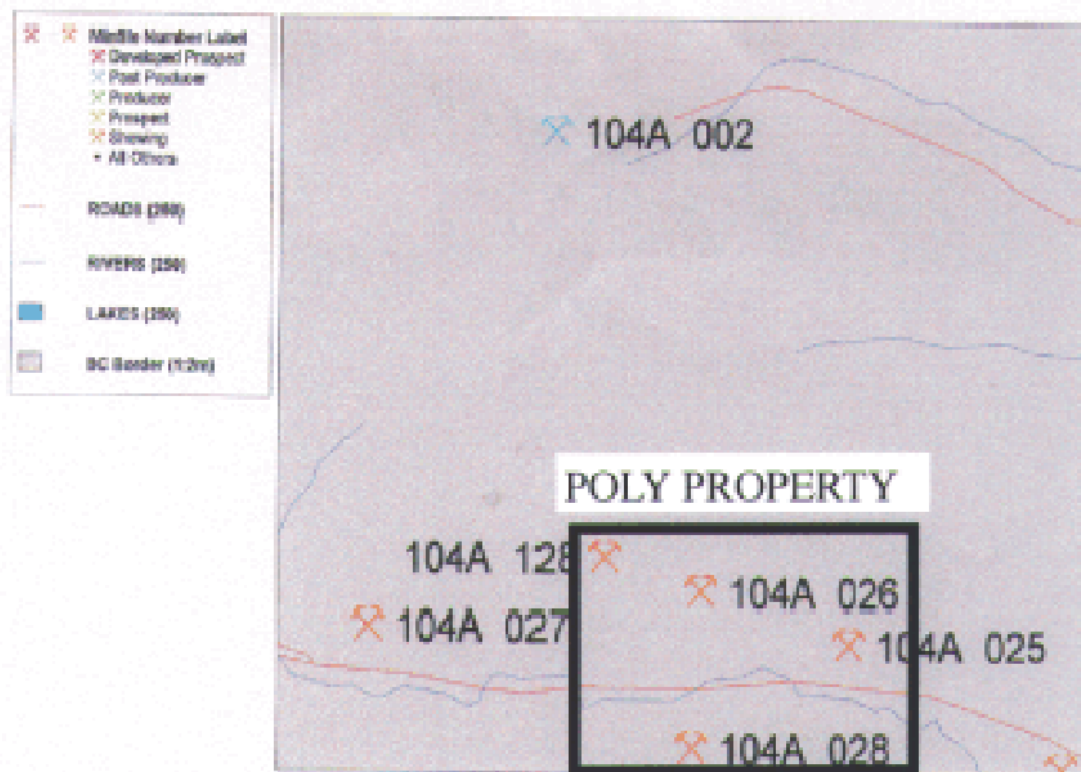 Minfile Number Label
Developed Prospect
Past Producer
Producer
Prospect
Showing
All Others
ROADS (250)
RIVERS (250)
LAKES (250)
BC Border (1:2m)
104A 002
POLY PROPERTY
104A 128
104A 026
104A 027
104A 025
104A 028